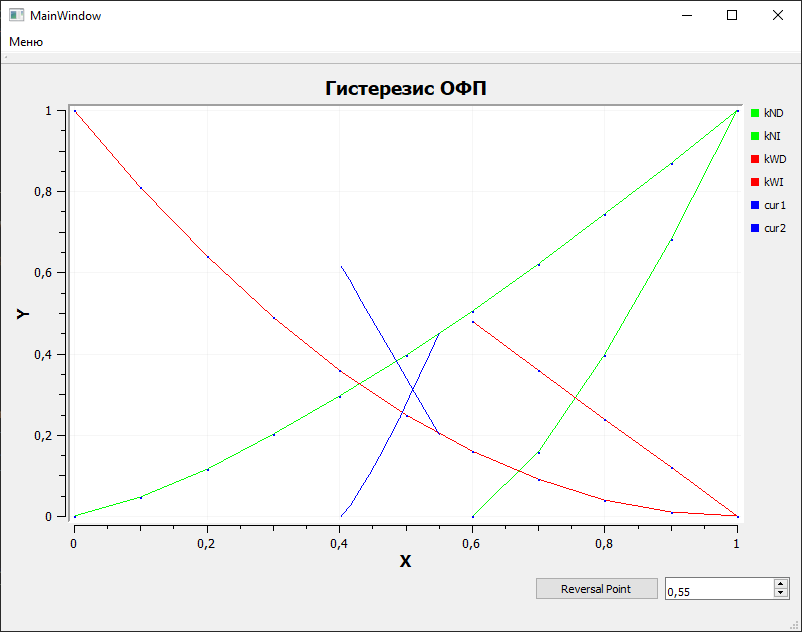 MainWindow
Меню
Гистерезис ОФП
1
0,8
0,6
0,4
0,2
0
Y
0
0,2
0,4
0,6
0,8
1
X
kND
kNI
kWD
kWI
cur1
cur2
Reversal Point
0,55